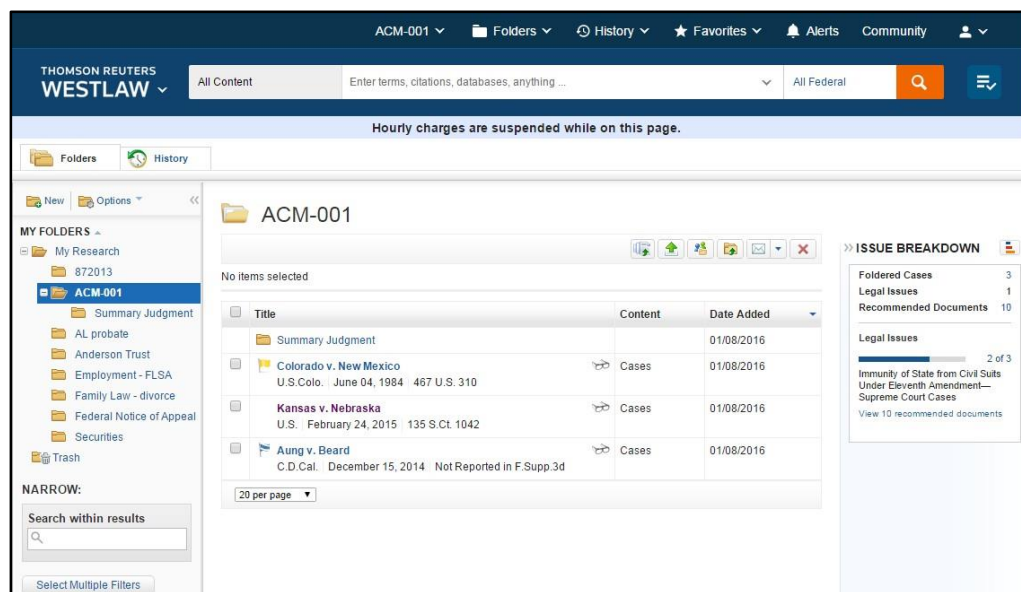 ACM-001 Folders History Favorites Alerts Community
THOMSON REUTERS
WESTLAW
All Content Enter terms, citations, databases, anything ... All Federal
Hourly charges are suspended while on this page.
Folders History
New Options
MY FOLDERS
My Research
872013
ACM-001
Summary Judgment
AL probate
Anderson Trust
Employment - FLSA
Family Law - divorce
Federal Notice of Appeal
Securities
Trash
NARROW:
Search within results
Select Multiple Filters
ACM-001
No items selected
Title Content Date Added
Summary Judgment 01/08/2016
Colorado v. New Mexico Cases 01/08/2016
U.S.Colo. June 04, 1984 467 U.S. 310
Kansas v. Nebraska Cases 01/08/2016
U.S. February 24, 2015 135 S.Ct. 1042
Aung v. Beard Cases 01/08/2016
C.D.Cal. December 15, 2014 Not Reported in F.Supp.3d
20 per page
ISSUE BREAKDOWN
Foldered Cases 3
Legal Issues 1
Recommended Documents 10
Legal Issues
2 of 3
Immunity of State from Civil Suits
Under Eleventh Amendment—
Supreme Court Cases
View 10 recommended documents